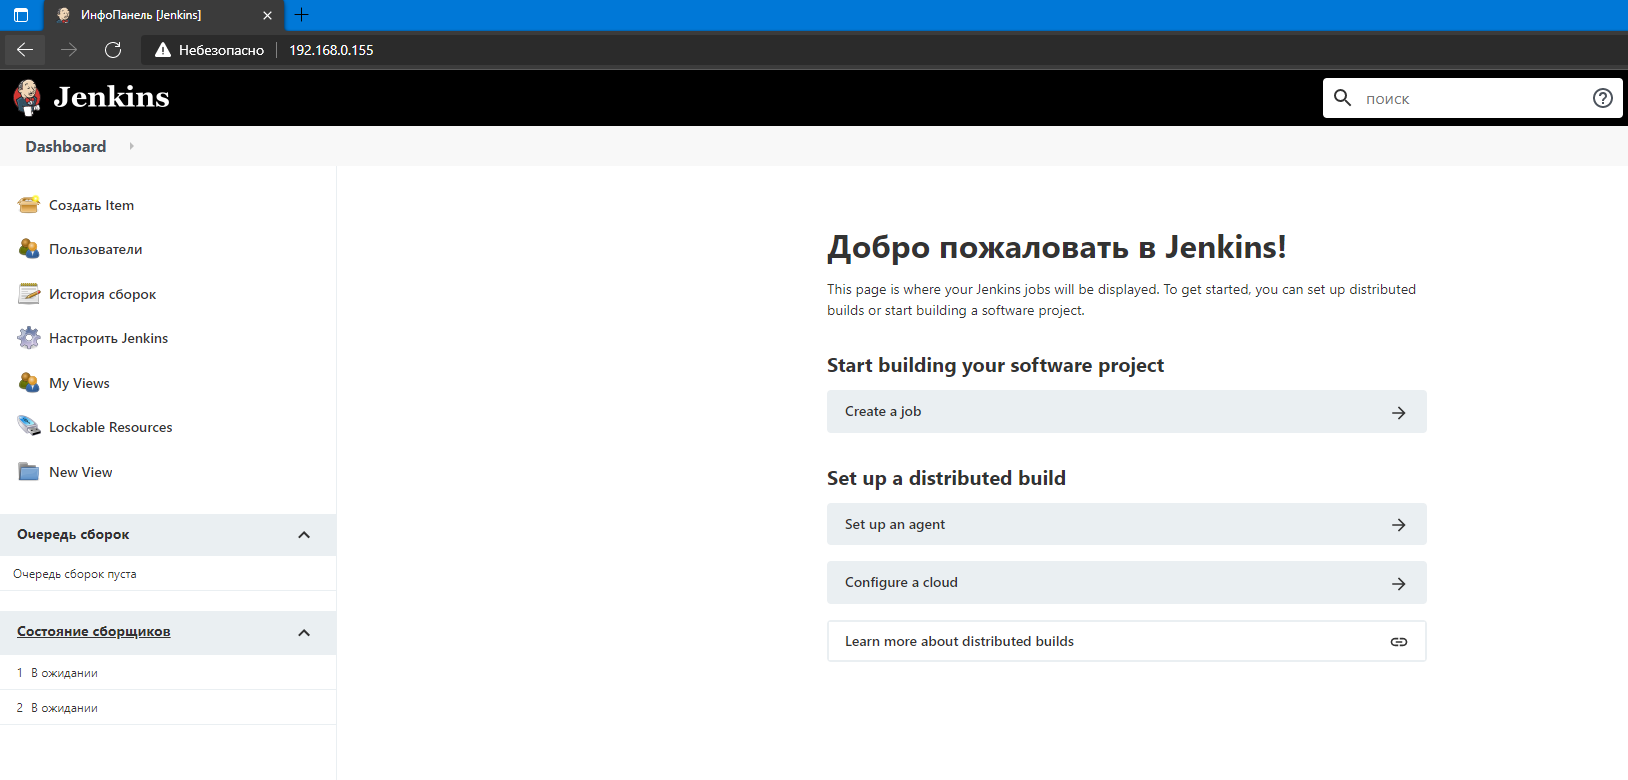 ИнфоПанель [Jenkins]
Небезопасно
192.168.0.155
Jenkins
поиск
Dashboard
Создать Item
Пользователи
История сборок
Настроить Jenkins
My Views
Lockable Resources
New View
Очередь сборок
Очередь сборок пуста
Состояние сборщиков
1 В ожидании
2 В ожидании
Добро пожаловать в Jenkins!
This page is where your Jenkins jobs will be displayed. To get started, you can set up distributed
builds or start building a software project.
Start building your software project
Create a job
Set up a distributed build
Set up an agent
Configure a cloud
Learn more about distributed builds